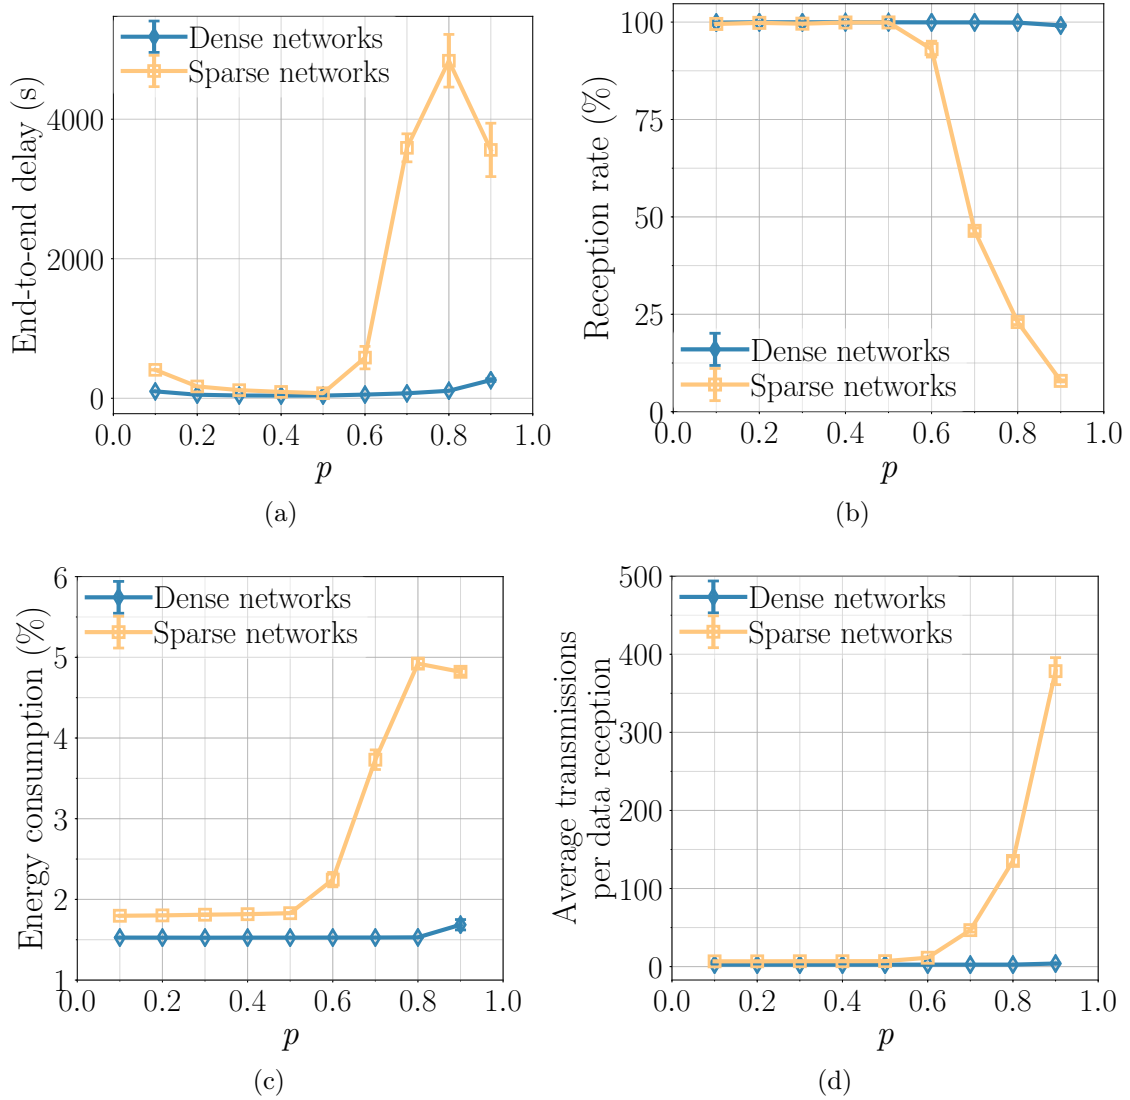 Dense networks
Sparse networks
End-to-end delay (s)
4000
2000
0
0.0 0.2 0.4 0.6 0.8 1.0
p
(a)
100
75
50
25
0
Reception rate (%)
Dense networks
Sparse networks
0.0 0.2 0.4 0.6 0.8 1.0
p
(b)
6
5
4
3
2
1
Energy consumption (%)
Dense networks
Sparse networks
0.0 0.2 0.4 0.6 0.8 1.0
p
(c)
500
400
300
200
100
0
Average transmissions
per data reception
Dense networks
Sparse networks
0.0 0.2 0.4 0.6 0.8 1.0
p
(d)